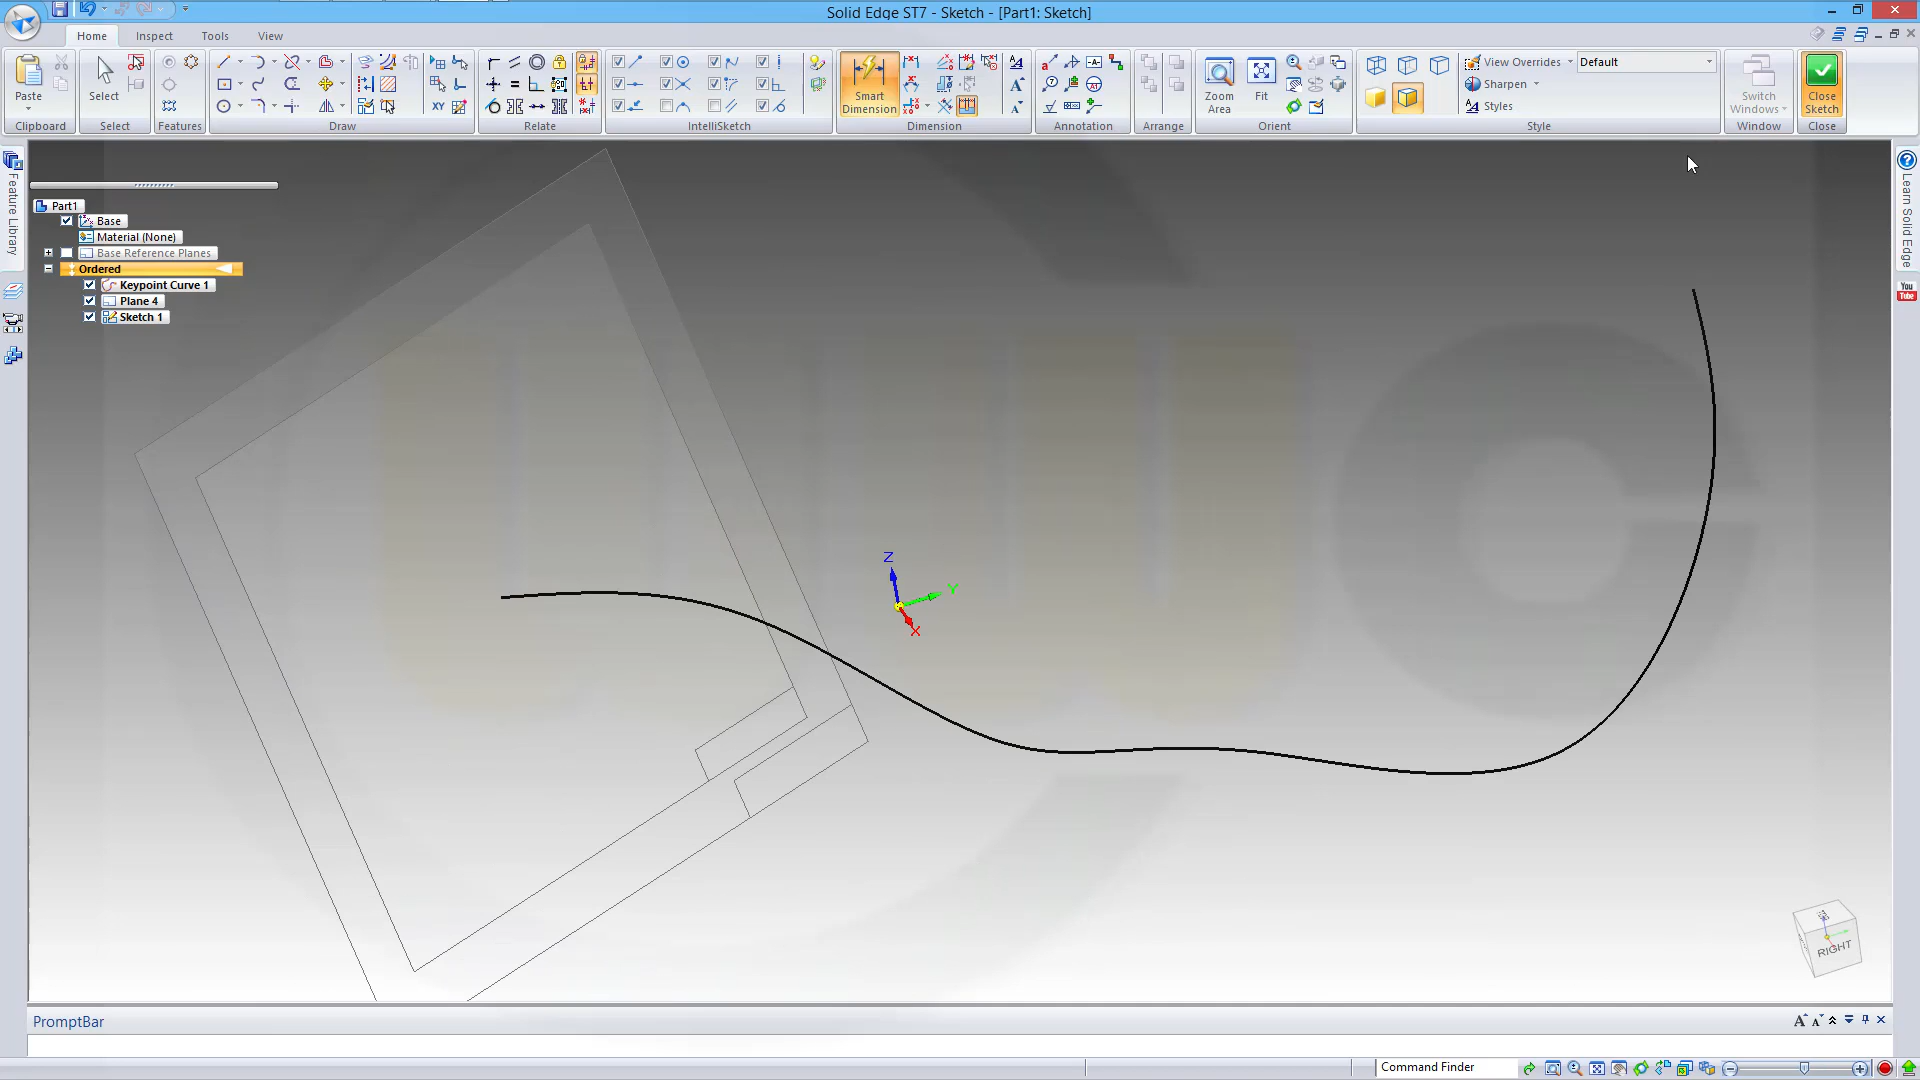 Solid Edge ST7 - Sketch - [Part1: Sketch]
Home Inspect Tools View
Paste
Clipboard
Select
Select
Features
Draw
Relate
IntelliSketch
Smart Dimension
Dimension
Annotation
Arrange
Zoom Area
Fit
Orient
View Overrides
Default
Sharpen
Styles
Style
Switch Windows
Window
Close Sketch
Close
Feature Library
Part1
Base
Material (None)
Base Reference Planes
Ordered
Keypoint Curve 1
Plane 4
Sketch 1
Learn Solid Edge
You
Tube
Z
Y
X
RIGHT
PromptBar
Command Finder